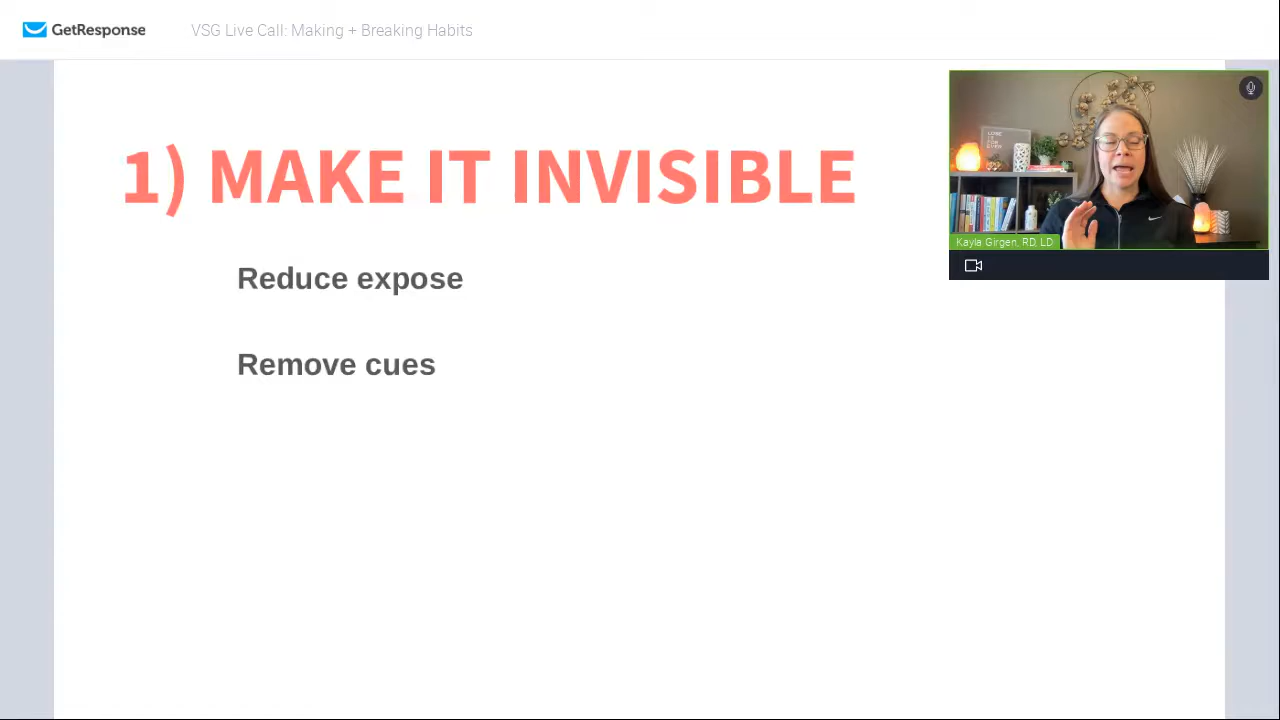 GetResponse
VSG Live Call: Making + Breaking Habits
1) MAKE IT INVISIBLE
Reduce expose
Remove cues
Kayla Girgen, RD, LD